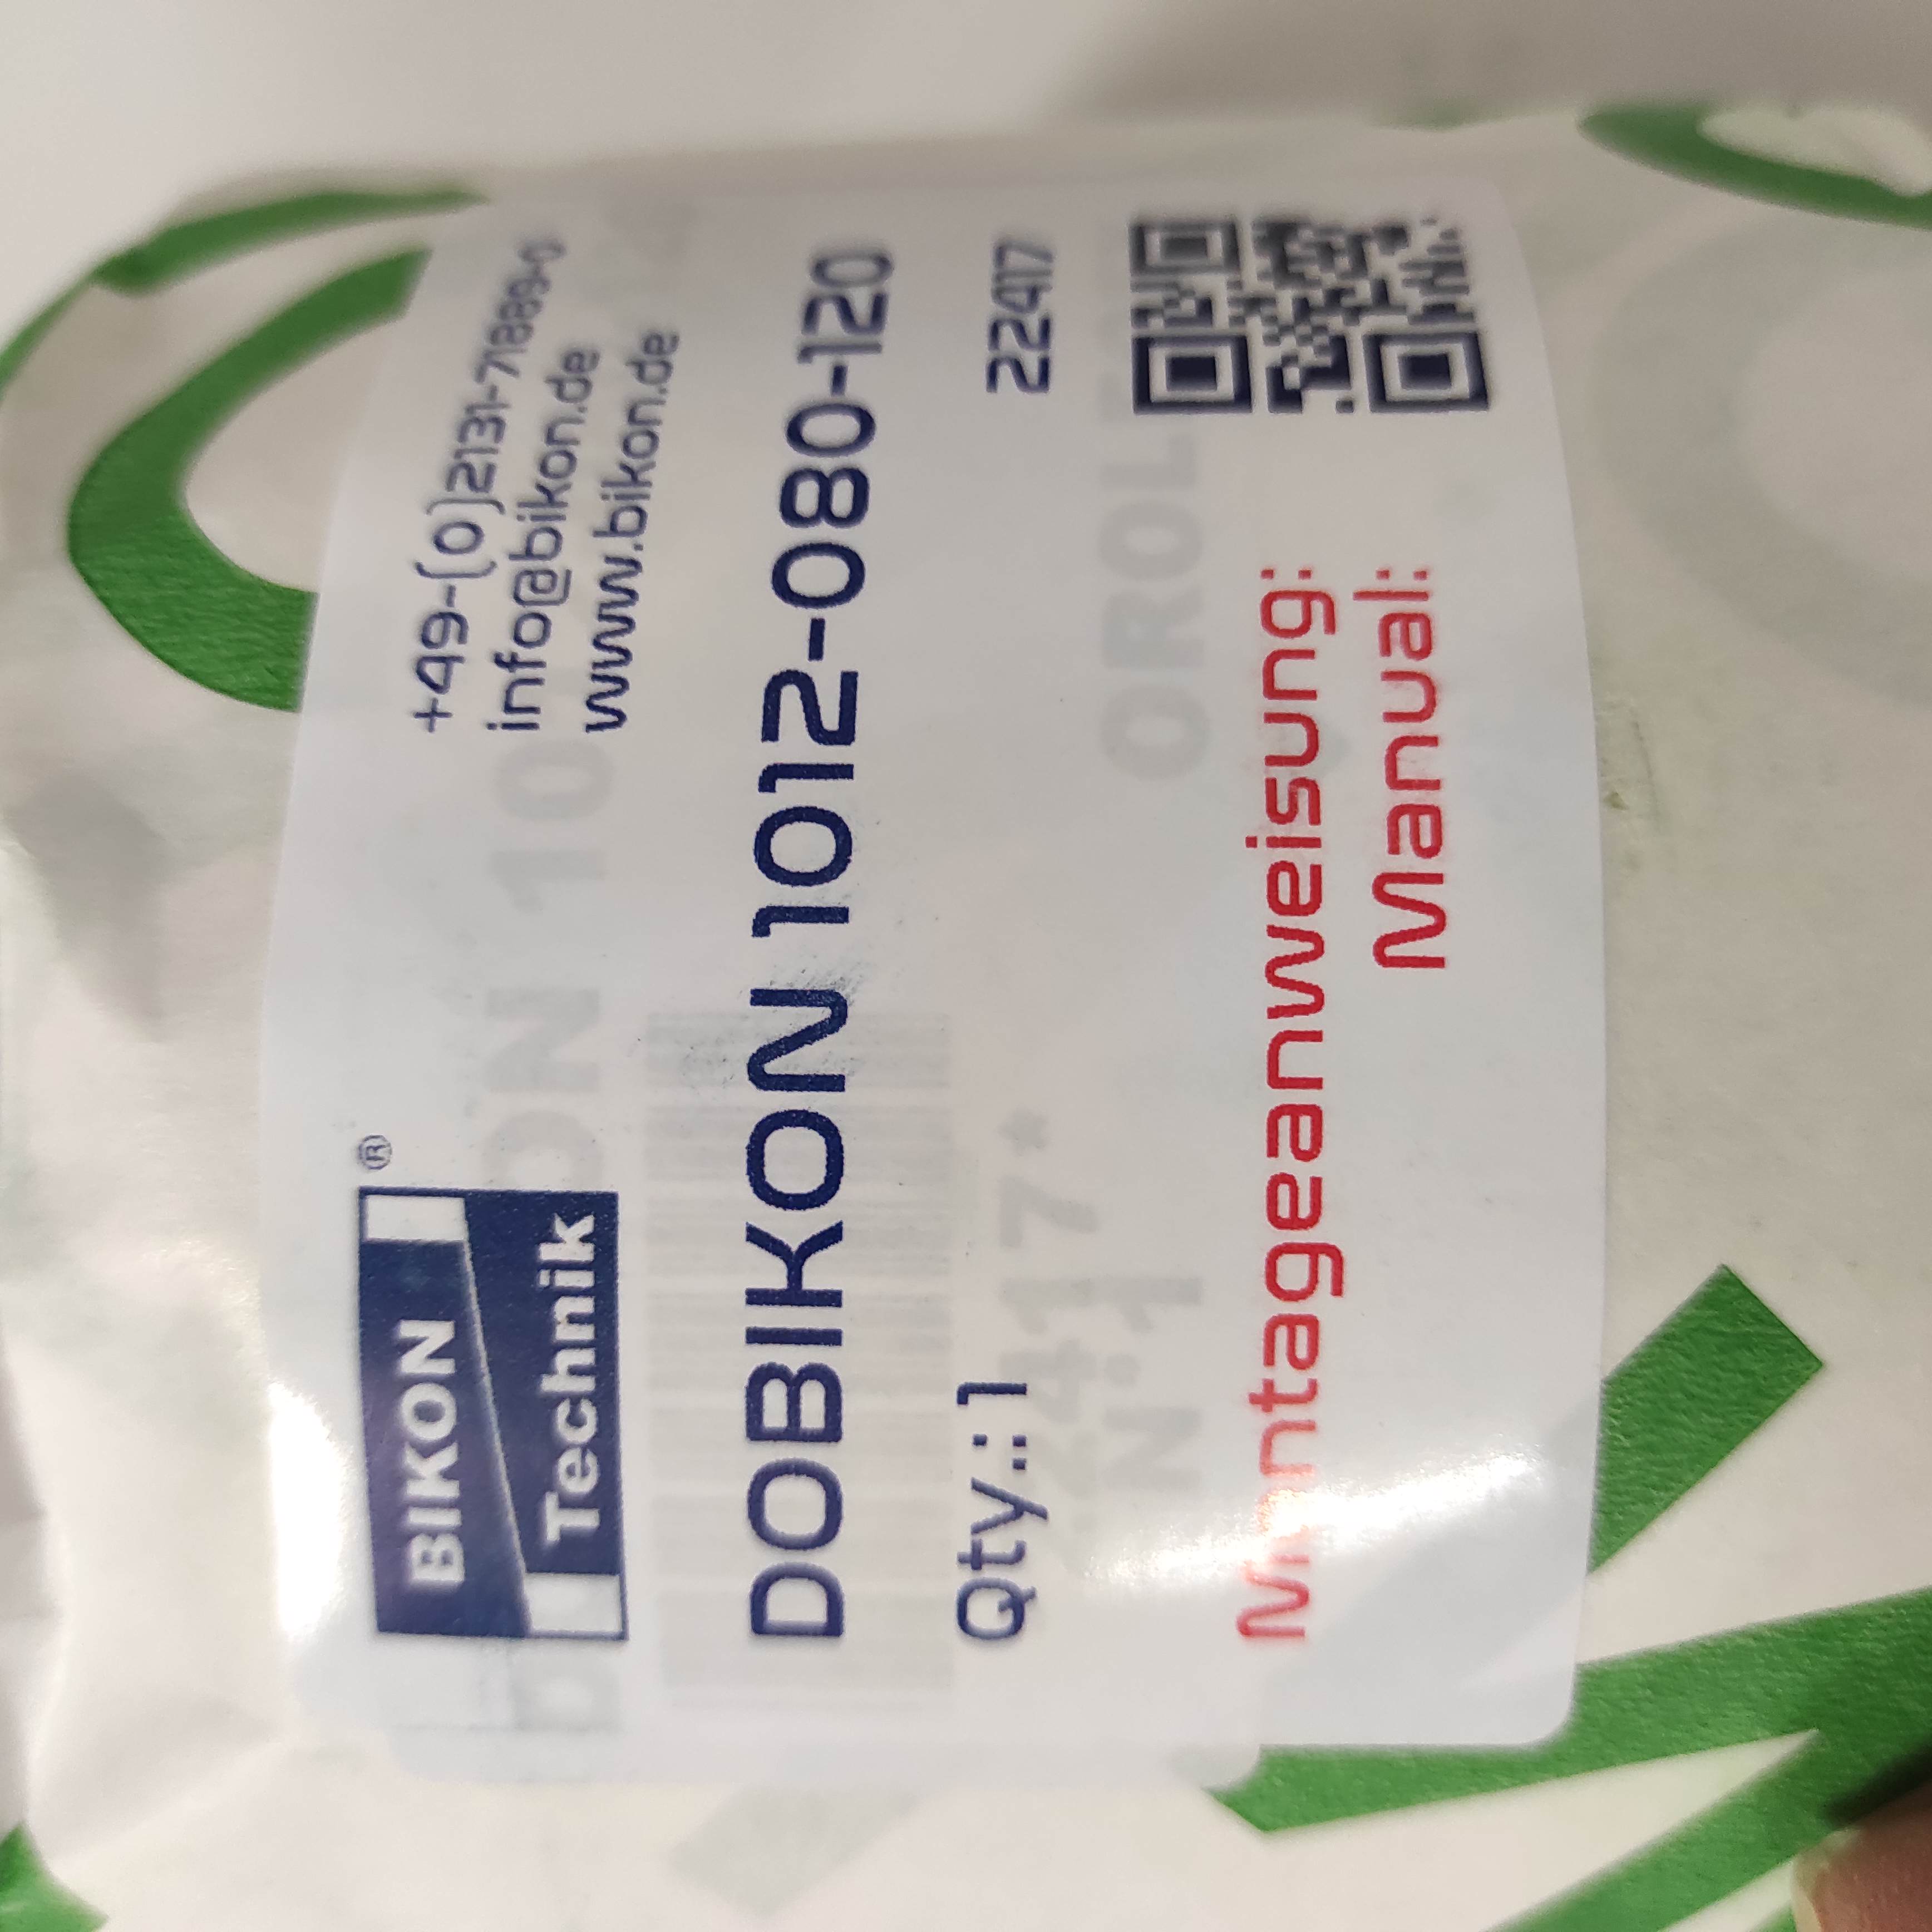 BIKON
Technik
®
+49-(0)2131-71889-0
info@bikon.de
www.bikon.de
DOBIKON 1012-080-120
Qty.: 1
22417
Montageanweisung:
Manual: